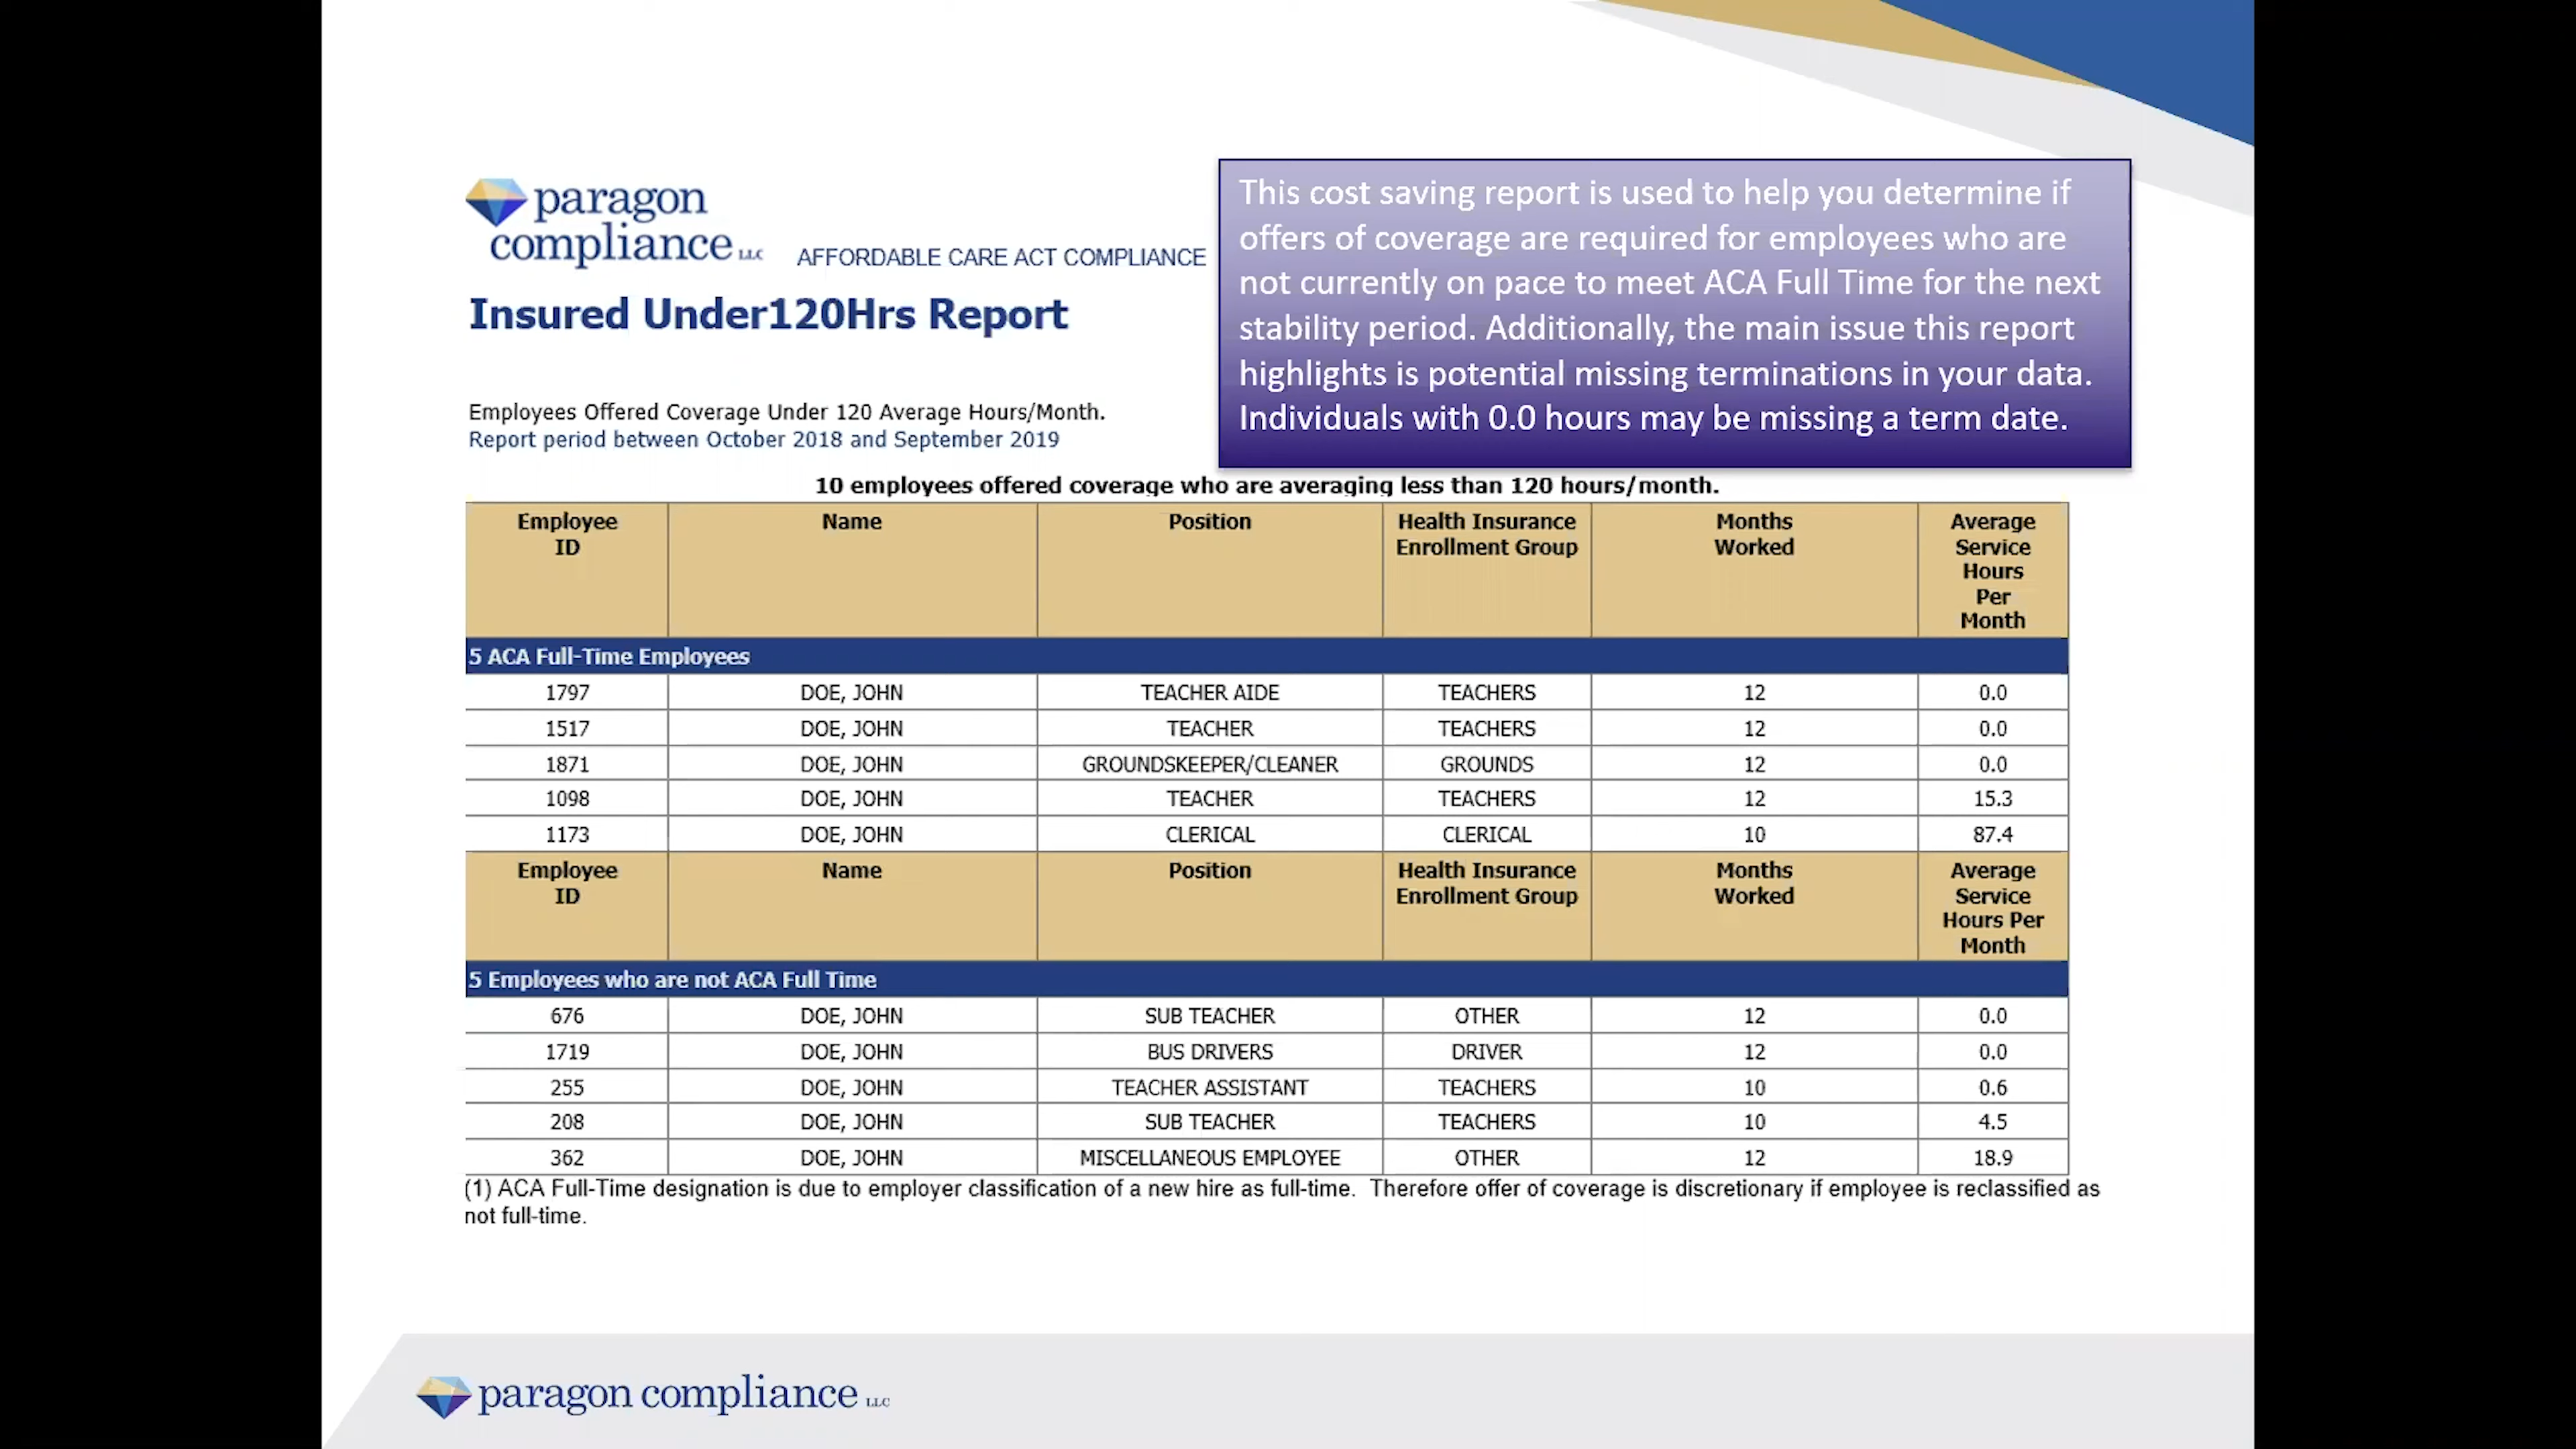 paragon
compliance LLC
AFFORDABLE CARE ACT COMPLIANCE
Insured Under120Hrs Report
This cost saving report is used to help you determine if
offers of coverage are required for employees who are
not currently on pace to meet ACA Full Time for the next
stability period. Additionally, the main issue this report
highlights is potential missing terminations in your data.
Individuals with 0.0 hours may be missing a term date.
Employees Offered Coverage Under 120 Average Hours/Month.
Report period between October 2018 and September 2019
10 employees offered coverage who are averaging less than 120 hours/month.
Employee ID Name Position Health Insurance Enrollment Group Months Worked Average Service Hours Per Month
5 ACA Full-Time Employees
1797 DOE, JOHN TEACHER AIDE TEACHERS 12 0.0
1517 DOE, JOHN TEACHER TEACHERS 12 0.0
1871 DOE, JOHN GROUNDSKEEPER/CLEANER GROUNDS 12 0.0
1098 DOE, JOHN TEACHER TEACHERS 12 15.3
1173 DOE, JOHN CLERICAL CLERICAL 10 87.4
Employee ID Name Position Health Insurance Enrollment Group Months Worked Average Service Hours Per Month
5 Employees who are not ACA Full Time
676 DOE, JOHN SUB TEACHER OTHER 12 0.0
1719 DOE, JOHN BUS DRIVERS DRIVER 12 0.0
255 DOE, JOHN TEACHER ASSISTANT TEACHERS 10 0.6
208 DOE, JOHN SUB TEACHER TEACHERS 10 4.5
362 DOE, JOHN MISCELLANEOUS EMPLOYEE OTHER 12 18.9
(1) ACA Full-Time designation is due to employer classification of a new hire as full-time. Therefore offer of coverage is discretionary if employee is reclassified as
not full-time.
paragon compliance LLC